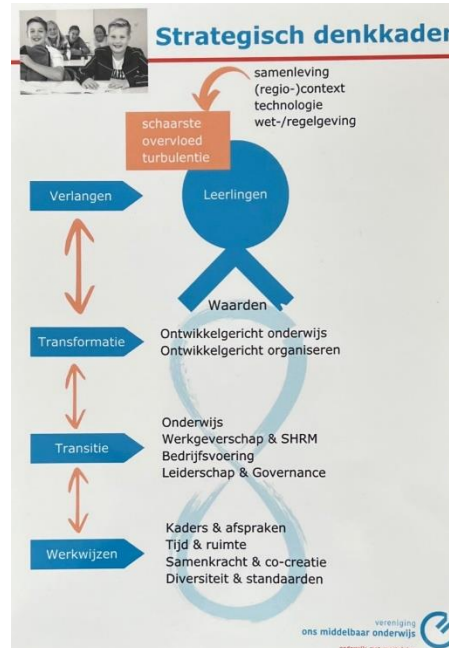 Strategisch denkkader
samenleving
(regio-)context
technologie
wet-/regelgeving
schaarste
overvloed
turbulentie
Verlangen
Leerlingen
Waarden
Transformatie
Ontwikkelgericht onderwijs
Ontwikkelgericht organiseren
Transitie
Onderwijs
Werkgeverschap & SHRM
Bedrijfsvoering
Leiderschap & Governance
Werkwijzen
Kaders & afspraken
Tijd & ruimte
Samenkracht & co-creatie
Diversiteit & standaarden
vereniging
ons middelbaar onderwijs